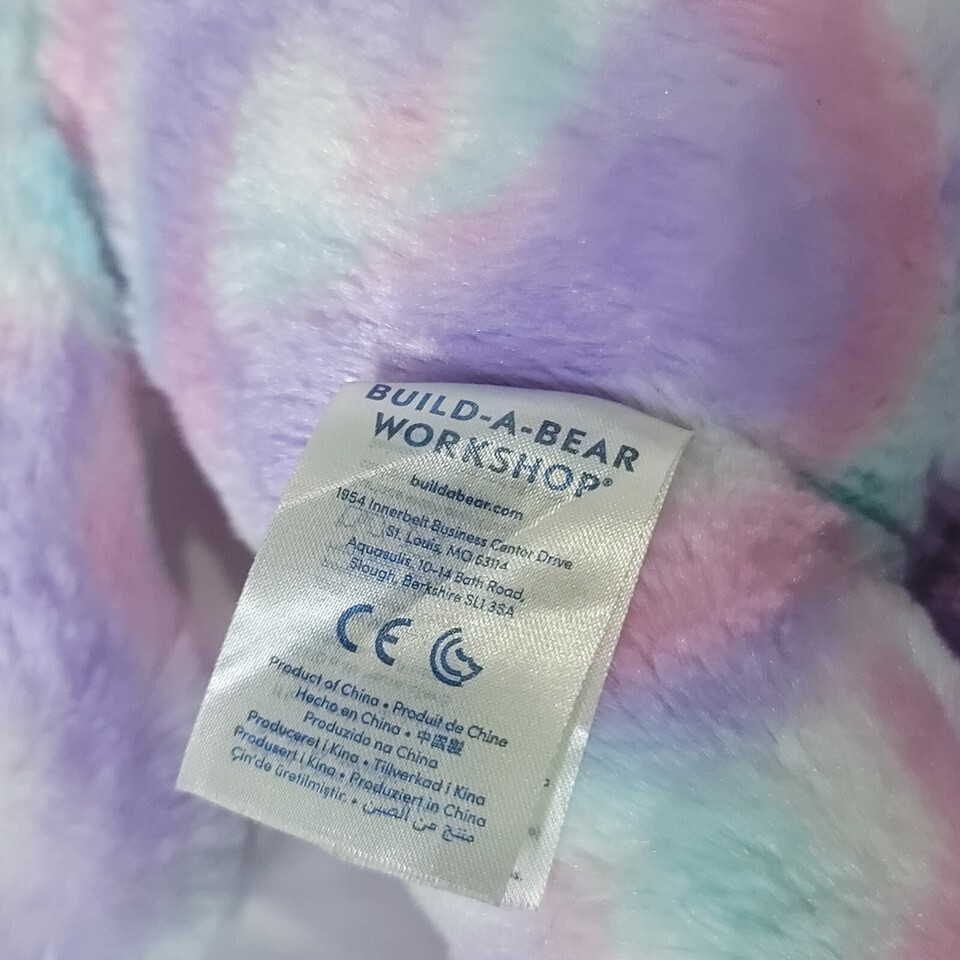 BUILD-A-BEAR
WORKSHOP®
buildabear.com
1954 Innerbelt Business Center Drive
St. Louis, MO 63114
Aquasulis, 10-14 Bath Road,
Slough, Berkshire SL1 3SA
CE
Product of China • Produit de Chine
Hecho en China • 中国製
Produzido na China
Produceret i Kina • Tillverkad i Kina
Produsert i Kina • Produziert in China
Çin'de üretilmiştir. • منتج من الصين